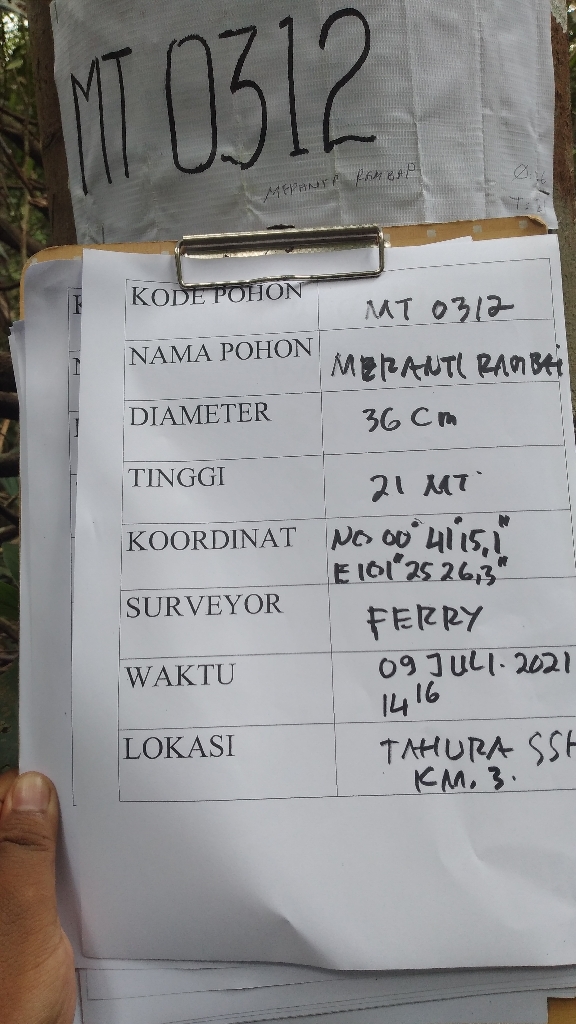 MT 0312
MERANTI RAMBAI
KODE POHON MT 0312
NAMA POHON MERANTI RAMBAI
DIAMETER 36 Cm
TINGGI 21 MT
KOORDINAT N0 00° 41' 15,1"
E 101° 25 26,3"
SURVEYOR FERRY
WAKTU 09 JULI. 2021
14 16
LOKASI TAHURA SSH
KM. 3.